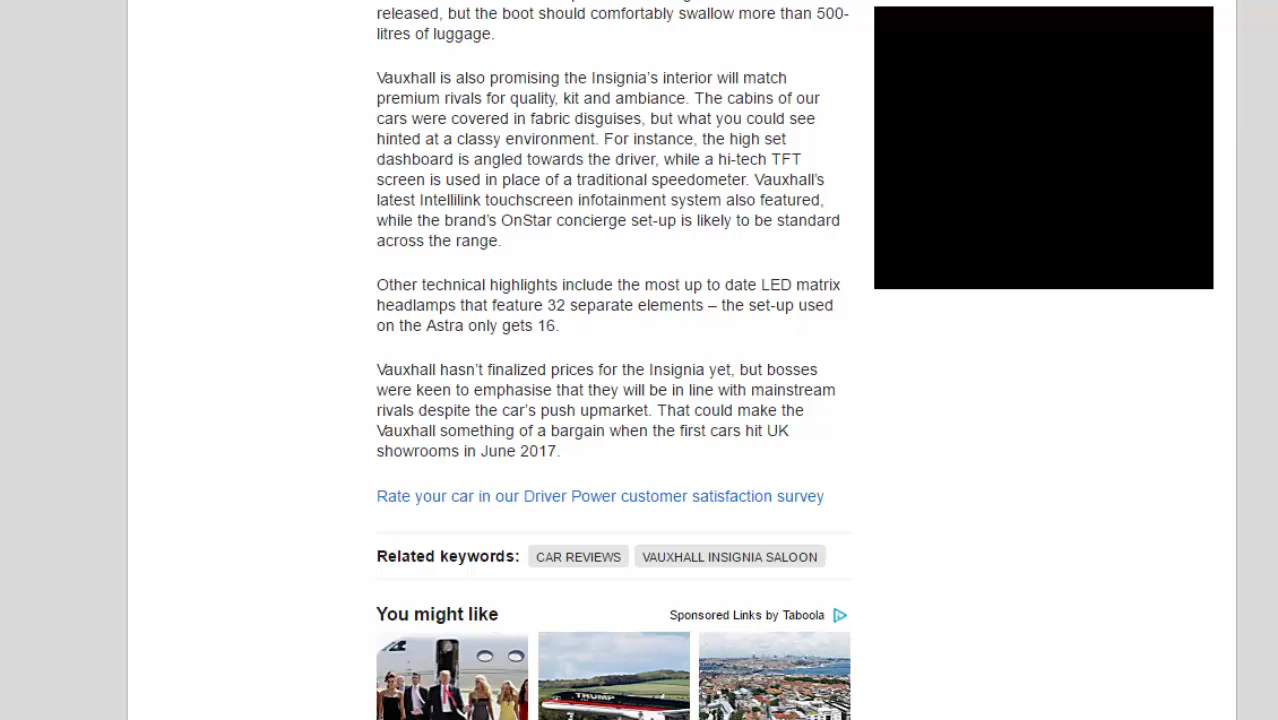 released, but the boot should comfortably swallow more than 500-
litres of luggage.
Vauxhall is also promising the Insignia’s interior will match
premium rivals for quality, kit and ambiance. The cabins of our
cars were covered in fabric disguises, but what you could see
hinted at a classy environment. For instance, the high set
dashboard is angled towards the driver, while a hi-tech TFT
screen is used in place of a traditional speedometer. Vauxhall’s
latest Intellilink touchscreen infotainment system also featured,
while the brand’s OnStar concierge set-up is likely to be standard
across the range.
Other technical highlights include the most up to date LED matrix
headlamps that feature 32 separate elements – the set-up used
on the Astra only gets 16.
Vauxhall hasn’t finalized prices for the Insignia yet, but bosses
were keen to emphasise that they will be in line with mainstream
rivals despite the car’s push upmarket. That could make the
Vauxhall something of a bargain when the first cars hit UK
showrooms in June 2017.
Rate your car in our Driver Power customer satisfaction survey
Related keywords: CAR REVIEWS VAUXHALL INSIGNIA SALOON
You might like Sponsored Links by Taboola
TRUMP